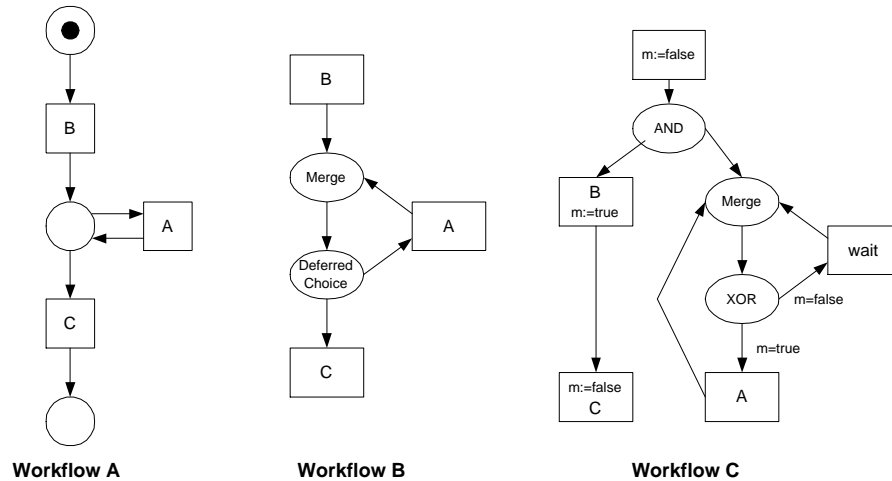 B
A
C
Workflow A
B
Merge
A
Deferred
Choice
C
Workflow B
m:=false
AND
B
m:=true
Merge
wait
XOR
m=false
m=true
m:=false
C
A
Workflow C